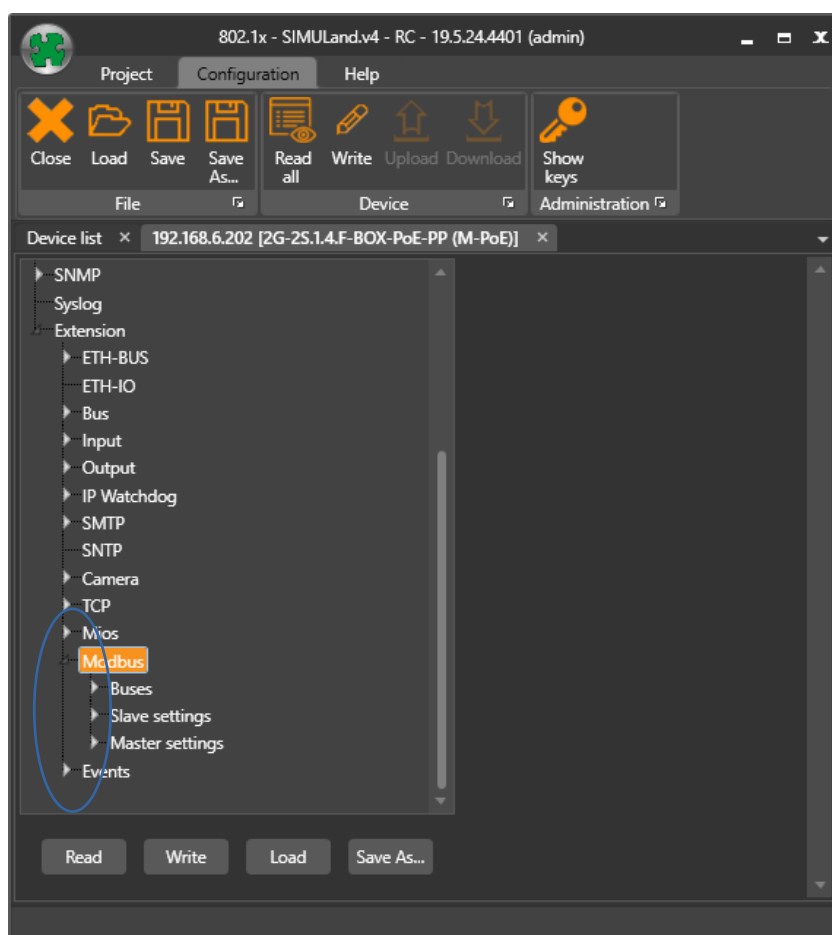 802.1x - SIMULand.v4 - RC - 19.5.24.4401 (admin)
Project Configuration Help
Close Load Save Save As... Read all Write Upload Download Show keys
File Device Administration
Device list × 192.168.6.202 [2G-2S.1.4.F-BOX-PoE-PP (M-PoE)] ×
SNMP
Syslog
Extension
ETH-BUS
ETH-IO
Bus
Input
Output
IP Watchdog
SMTP
SNTP
Camera
TCP
Mios
Modbus
Buses
Slave settings
Master settings
Events
Read Write Load Save As...